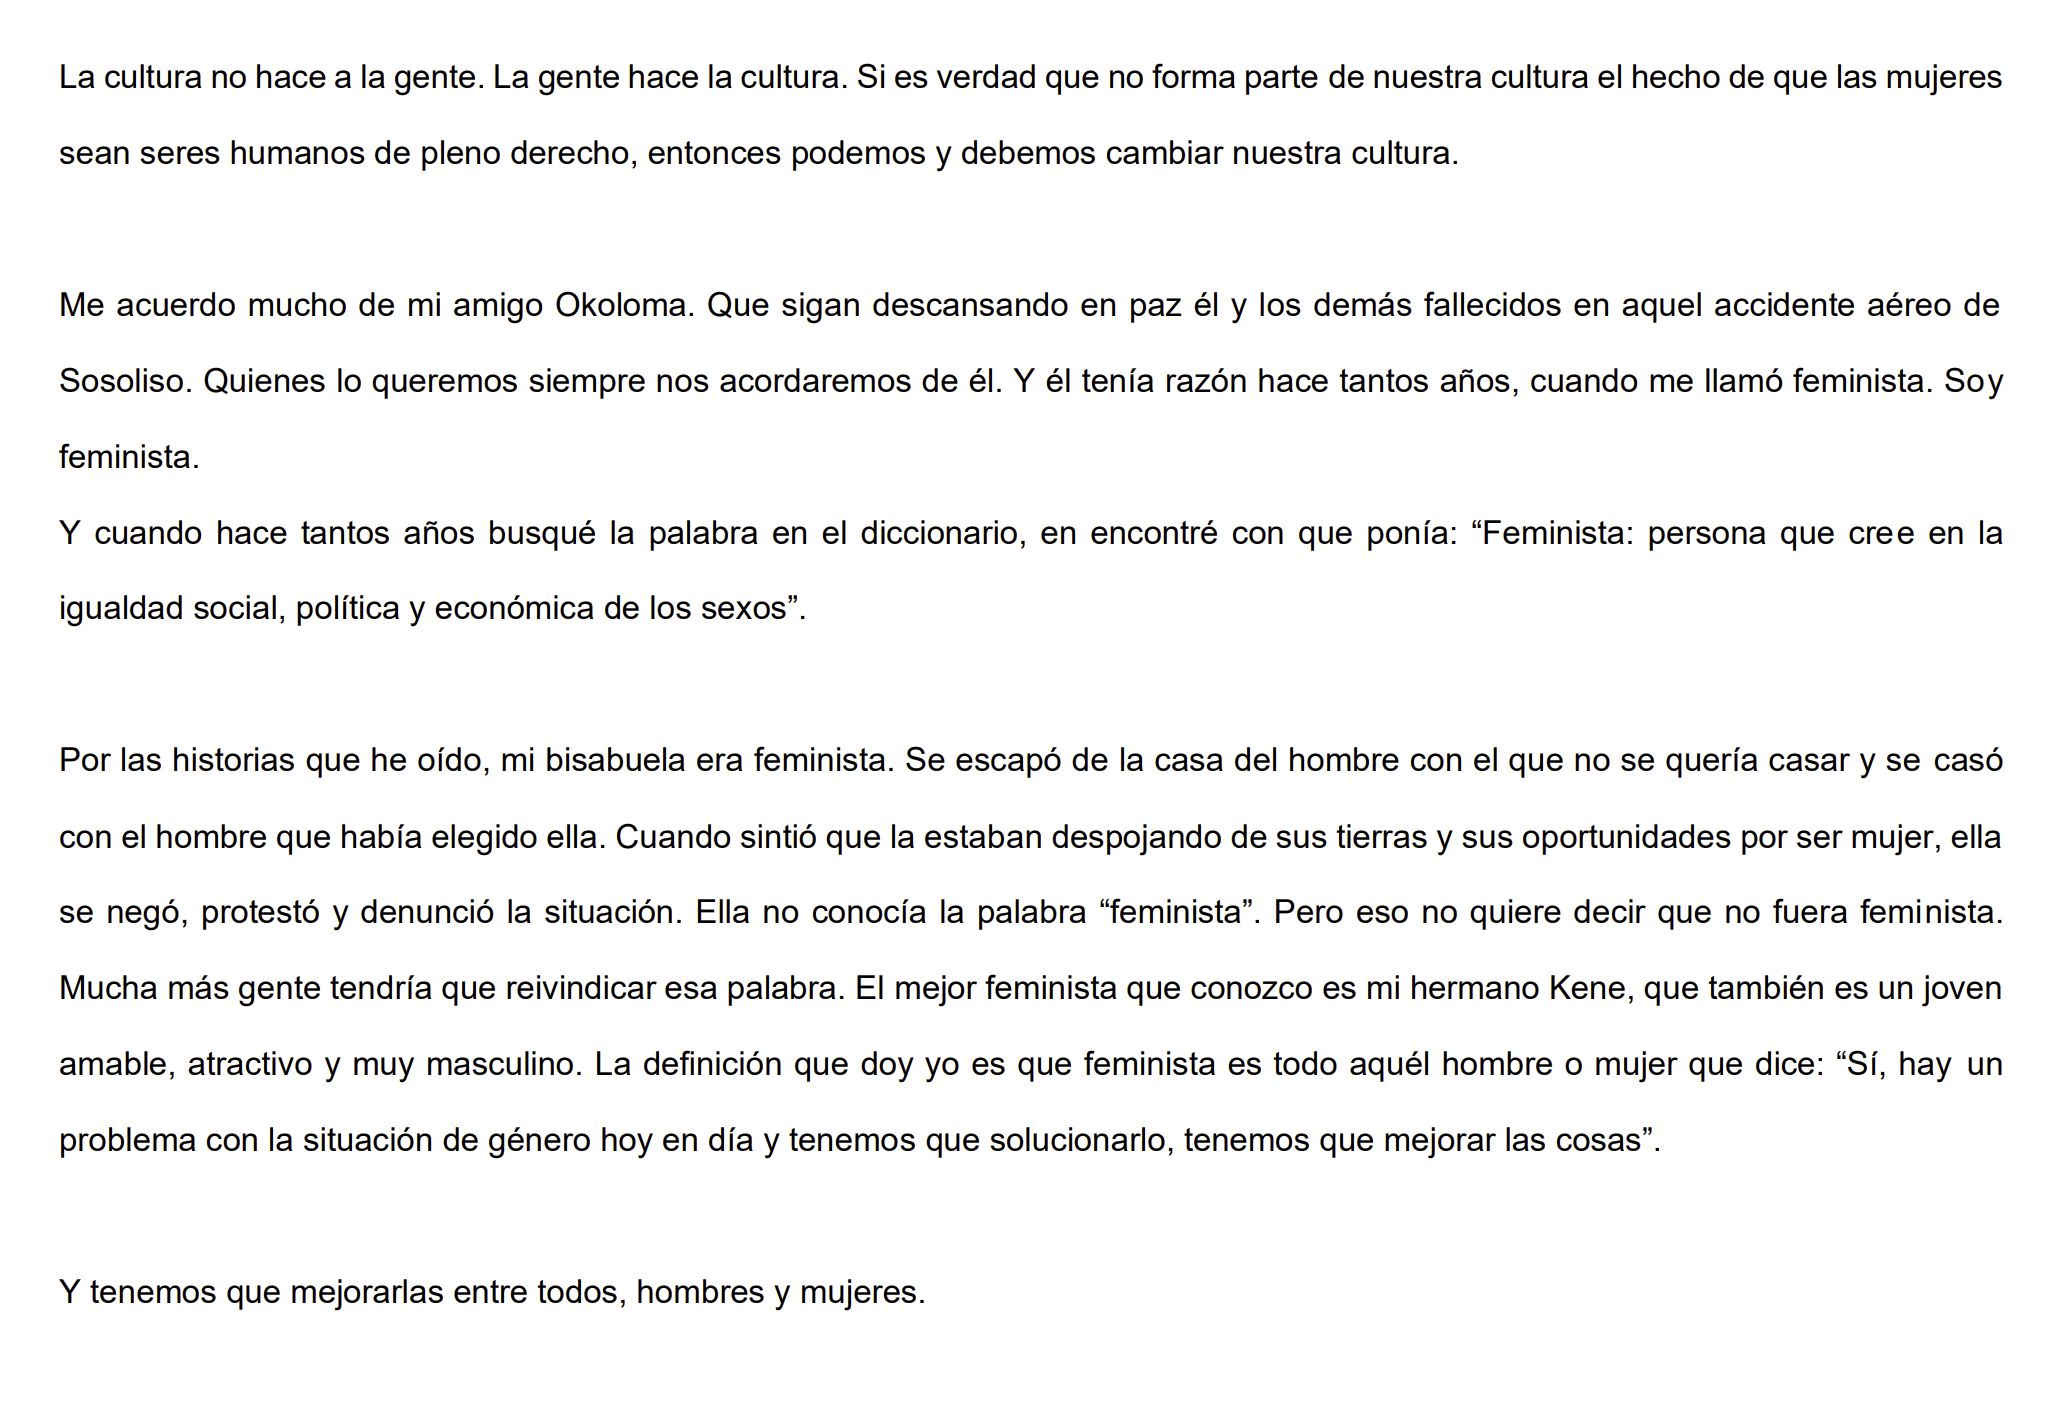 La cultura no hace a la gente. La gente hace la cultura. Si es verdad que no forma parte de nuestra cultura el hecho de que las mujeres
sean seres humanos de pleno derecho, entonces podemos y debemos cambiar nuestra cultura.
Me acuerdo mucho de mi amigo Okoloma. Que sigan descansando en paz él y los demás fallecidos en aquel accidente aéreo de
Sosoliso. Quienes lo queremos siempre nos acordaremos de él. Y él tenía razón hace tantos años, cuando me llamó feminista. Soy
feminista.
Y cuando hace tantos años busqué la palabra en el diccionario, en encontré con que ponía: “Feminista: persona que cree en la
igualdad social, política y económica de los sexos”.
Por las historias que he oído, mi bisabuela era feminista. Se escapó de la casa del hombre con el que no se quería casar y se casó
con el hombre que había elegido ella. Cuando sintió que la estaban despojando de sus tierras y sus oportunidades por ser mujer, ella
se negó, protestó y denunció la situación. Ella no conocía la palabra “feminista”. Pero eso no quiere decir que no fuera feminista.
Mucha más gente tendría que reivindicar esa palabra. El mejor feminista que conozco es mi hermano Kene, que también es un joven
amable, atractivo y muy masculino. La definición que doy yo es que feminista es todo aquél hombre o mujer que dice: “Sí, hay un
problema con la situación de género hoy en día y tenemos que solucionarlo, tenemos que mejorar las cosas”.
Y tenemos que mejorarlas entre todos, hombres y mujeres.